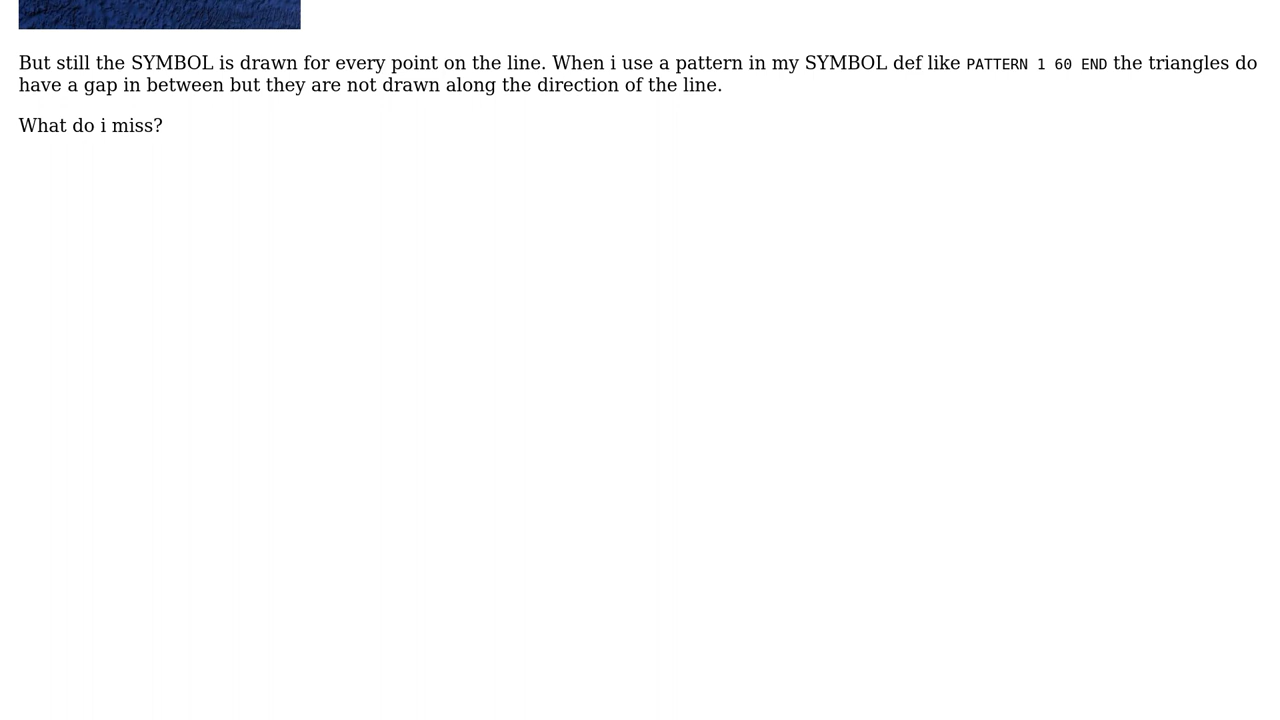 But still the SYMBOL is drawn for every point on the line. When i use a pattern in my SYMBOL def like PATTERN 1 60 END the triangles do
have a gap in between but they are not drawn along the direction of the line.
What do i miss?